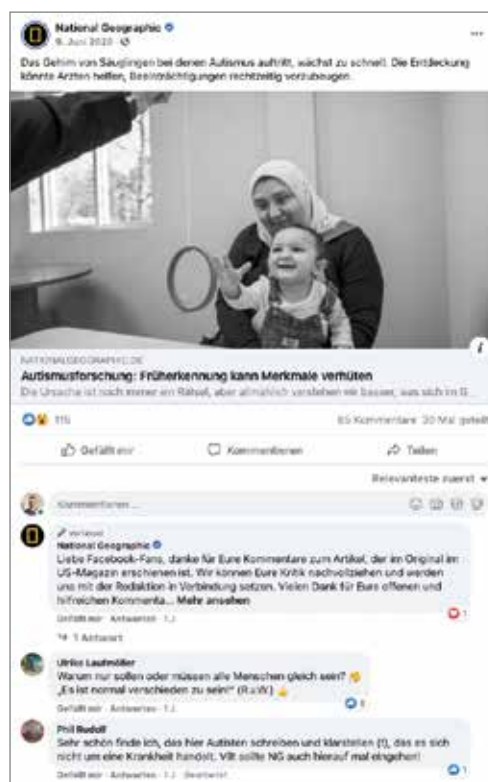 National Geographic
9. Juni 2020
Das Gehirn von Säuglingen bei denen Autismus auftritt, wächst zu schnell. Die Entdeckung
könnte Ärzten helfen, Beeinträchtigungen rechtzeitig vorzubeugen.
NATIONALGEOGRAPHIC.DE
Autismusforschung: Früherkennung kann Merkmale verhüten
Die Ursache ist noch immer ein Rätsel, aber allmählich verstehen wir besser, was sich im G...
115
85 Kommentare 30 Mal geteilt
Gefällt mir Kommentieren Teilen
Relevanteste zuerst
Kommentieren ...
Verfasser
National Geographic
Liebe Facebook-Fans, danke für Eure Kommentare zum Artikel, der im Original im
US-Magazin erschienen ist. Wir können Eure Kritik nachvollziehen und werden
uns mit der Redaktion in Verbindung setzen. Vielen Dank für Eure offenen und
hilfreichen Kommenta... Mehr ansehen
Gefällt mir · Antworten · 1 J.
1
1 Antwort
Ulrike Laufmöller
Warum nur sollen oder müssen alle Menschen gleich sein?
„Es ist normal verschieden zu sein!“ (R.v.W.)
Gefällt mir · Antworten · 1 J.
Phil Rudolf
Sehr schön finde ich, das hier Autisten schreiben und klarstellen (!), das es sich
nicht um eine Krankheit handelt. Vllt sollte NG auch hierauf mal eingehen!
Gefällt mir · Antworten · 1 J. · Bearbeitet
1